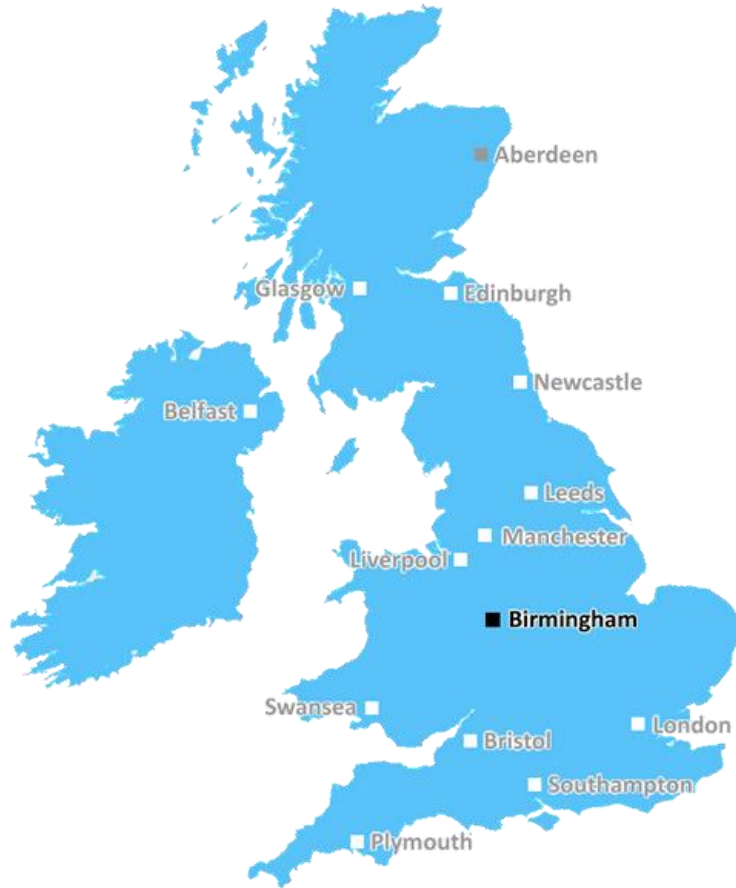 Aberdeen
Glasgow
Edinburgh
Newcastle
Belfast
Leeds
Manchester
Liverpool
Birmingham
Swansea
London
Bristol
Southampton
Plymouth